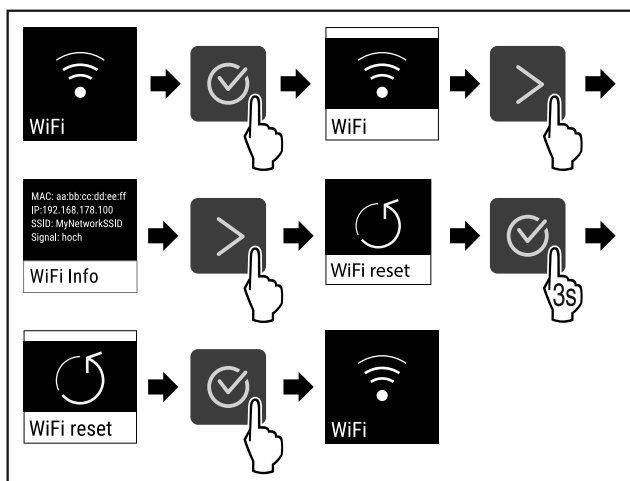 WiFi
WiFi
MAC: aa:bb:cc:dd:ee:ff
IP:192.168.178.100
SSID: MyNetworkSSID
Signal: hoch
WiFi Info
WiFi reset
3s
WiFi reset
WiFi